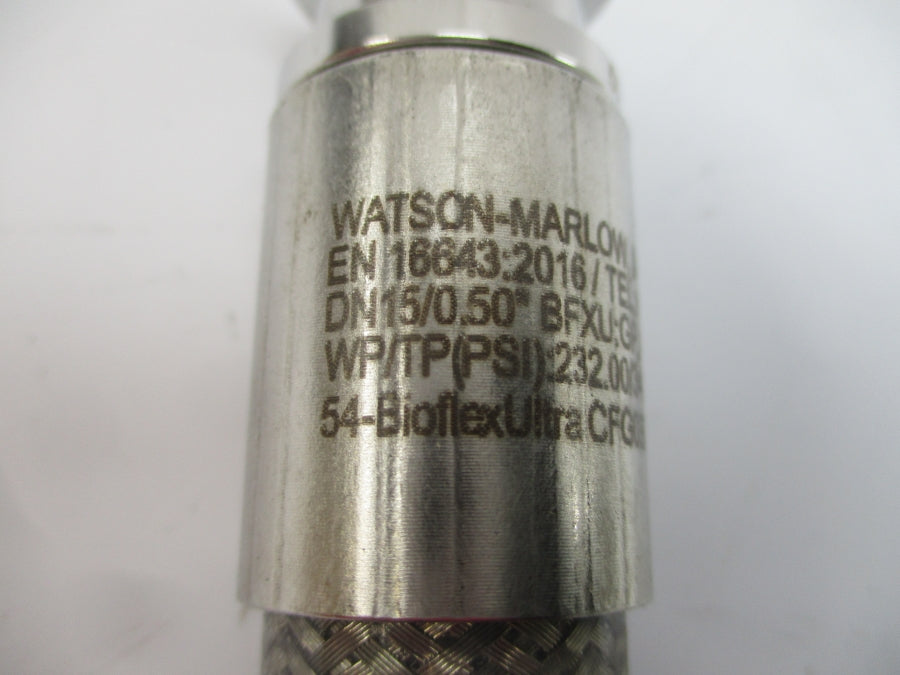 WATSON-MARLOW
EN 16643:2016 /
DN15/0.50" BFXU;
WP/TP(PSI):232.00/
54-BioflexUltra